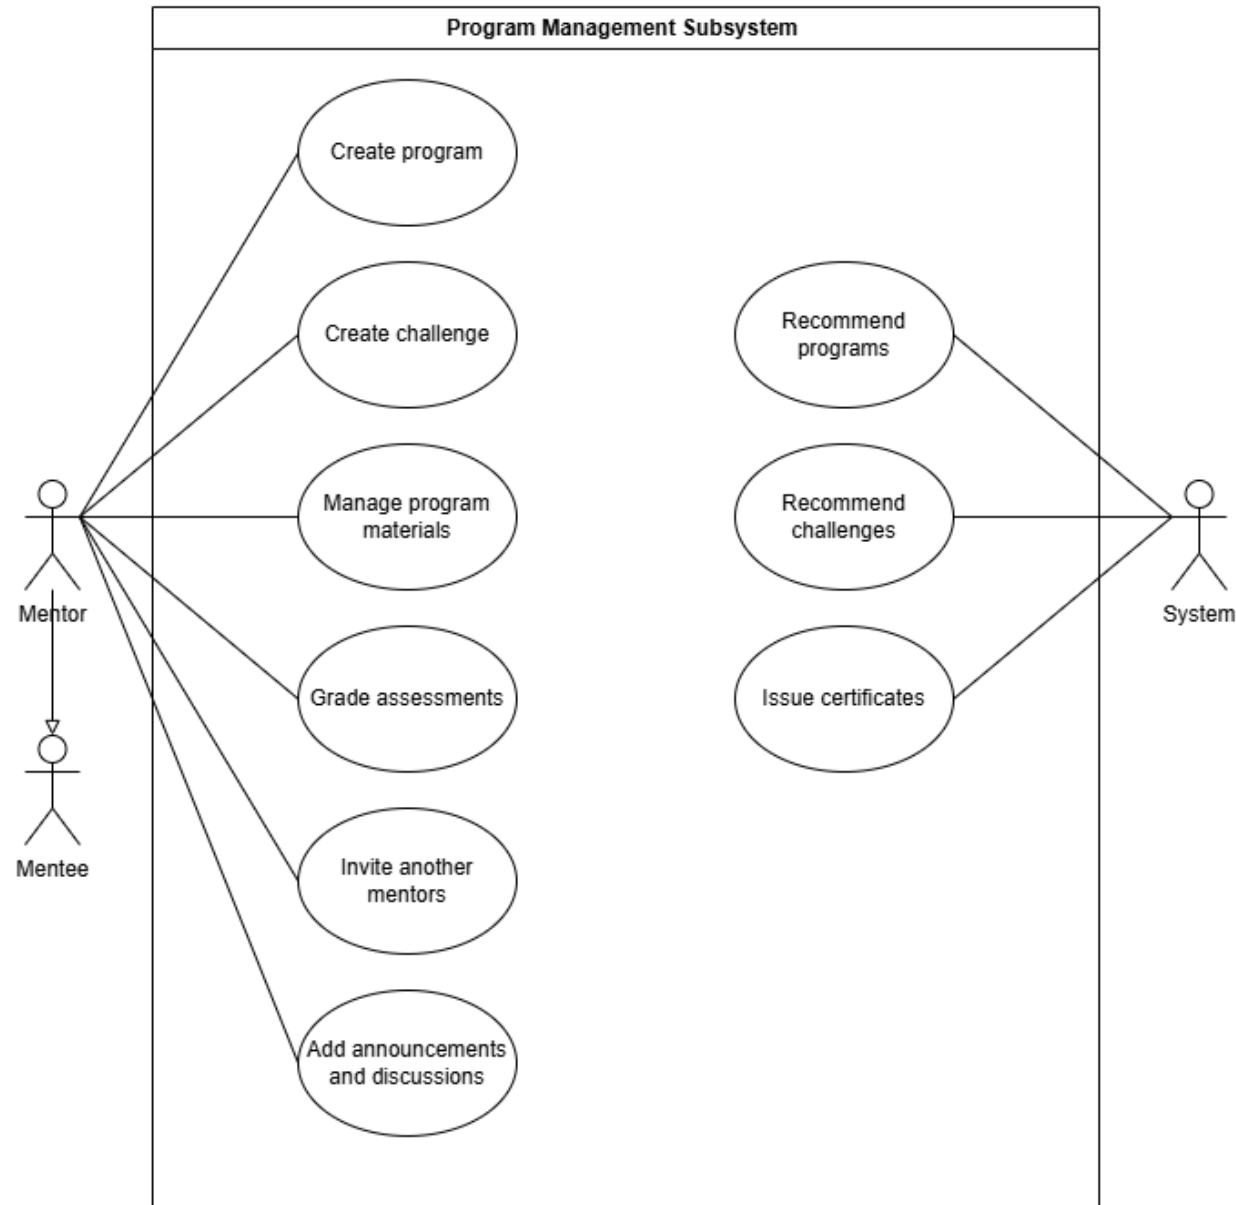 Program Management Subsystem
Create program
Create challenge
Recommend
programs
Manage program
materials
Recommend
challenges
Mentor
System
Grade assessments
Issue certificates
Mentee
Invite another
mentors
Add announcements
and discussions